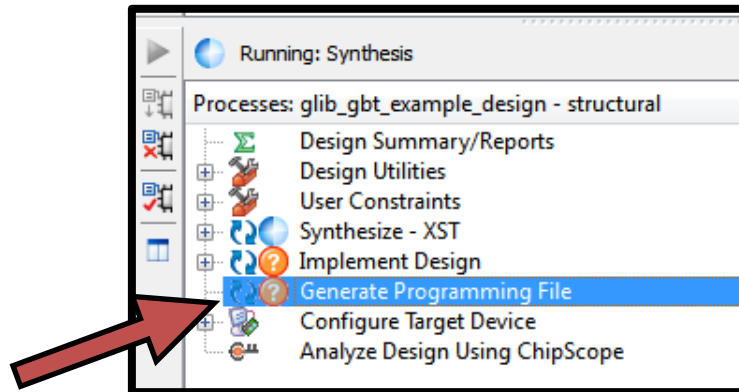 Running: Synthesis
Processes: glib_gbt_example_design - structural
Design Summary/Reports
Design Utilities
User Constraints
Synthesize - XST
Implement Design
Generate Programming File
Configure Target Device
Analyze Design Using ChipScope